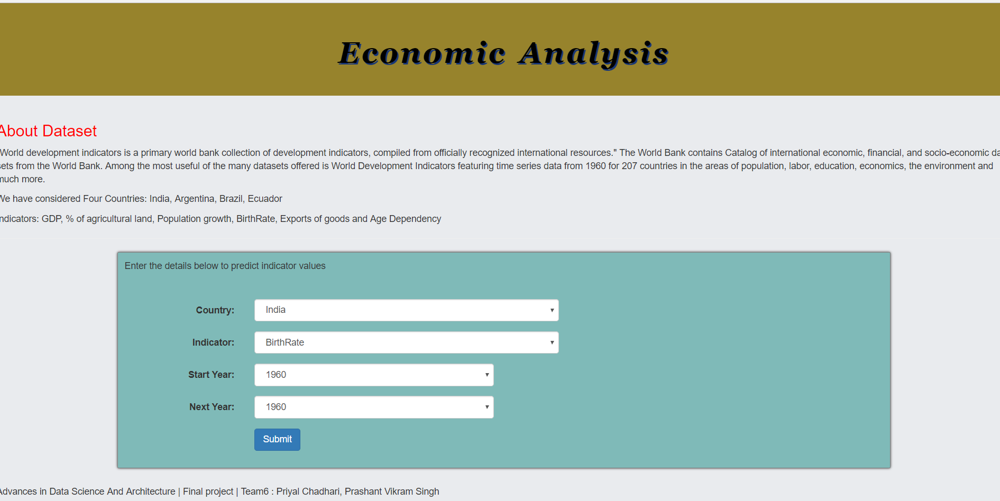 Economic Analysis
About Dataset
World development indicators is a primary world bank collection of development indicators, compiled from officially recognized international resources." The World Bank contains Catalog of international economic, financial, and socio-economic da
sets from the World Bank. Among the most useful of the many datasets offered is World Development Indicators featuring time series data from 1960 for 207 countries in the areas of population, labor, education, economics, the environment and
much more.
We have considered Four Countries: India, Argentina, Brazil, Ecuador
ndicators: GDP, % of agricultural land, Population growth, BirthRate, Exports of goods and Age Dependency
Enter the details below to predict indicator values
Country: India
Indicator: BirthRate
Start Year: 1960
Next Year: 1960
Submit
Advances in Data Science And Architecture | Final project | Team6 : Priyal Chadhari, Prashant Vikram Singh